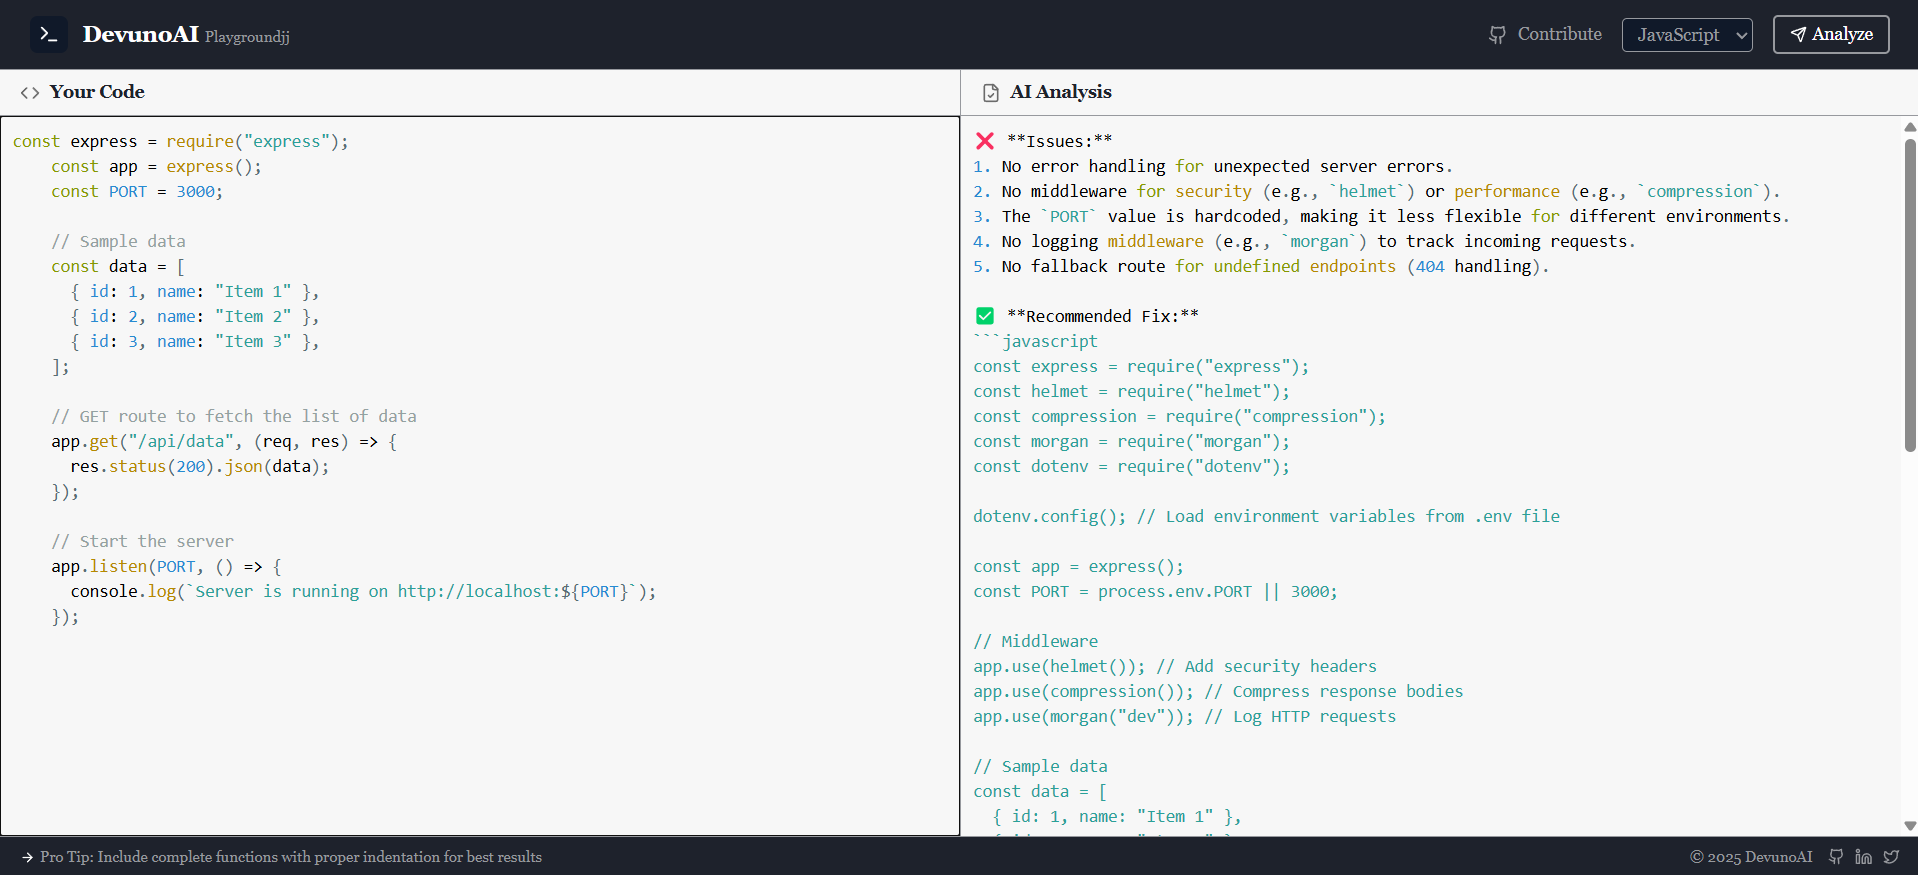 >_ DevunoAI Playgroundjj
Contribute
JavaScript
Analyze
<> Your Code
const express = require("express");
    const app = express();
    const PORT = 3000;

    // Sample data
    const data = [
      { id: 1, name: "Item 1" },
      { id: 2, name: "Item 2" },
      { id: 3, name: "Item 3" },
    ];

    // GET route to fetch the list of data
    app.get("/api/data", (req, res) => {
      res.status(200).json(data);
    });

    // Start the server
    app.listen(PORT, () => {
      console.log(`Server is running on http://localhost:${PORT}`);
    });
AI Analysis
❌ **Issues:**
1. No error handling for unexpected server errors.
2. No middleware for security (e.g., `helmet`) or performance (e.g., `compression`).
3. The `PORT` value is hardcoded, making it less flexible for different environments.
4. No logging middleware (e.g., `morgan`) to track incoming requests.
5. No fallback route for undefined endpoints (404 handling).

✅ **Recommended Fix:**
```javascript
const express = require("express");
const helmet = require("helmet");
const compression = require("compression");
const morgan = require("morgan");
const dotenv = require("dotenv");

dotenv.config(); // Load environment variables from .env file

const app = express();
const PORT = process.env.PORT || 3000;

// Middleware
app.use(helmet()); // Add security headers
app.use(compression()); // Compress response bodies
app.use(morgan("dev")); // Log HTTP requests

// Sample data
const data = [
  { id: 1, name: "Item 1" },
→ Pro Tip: Include complete functions with proper indentation for best results
© 2025 DevunoAI